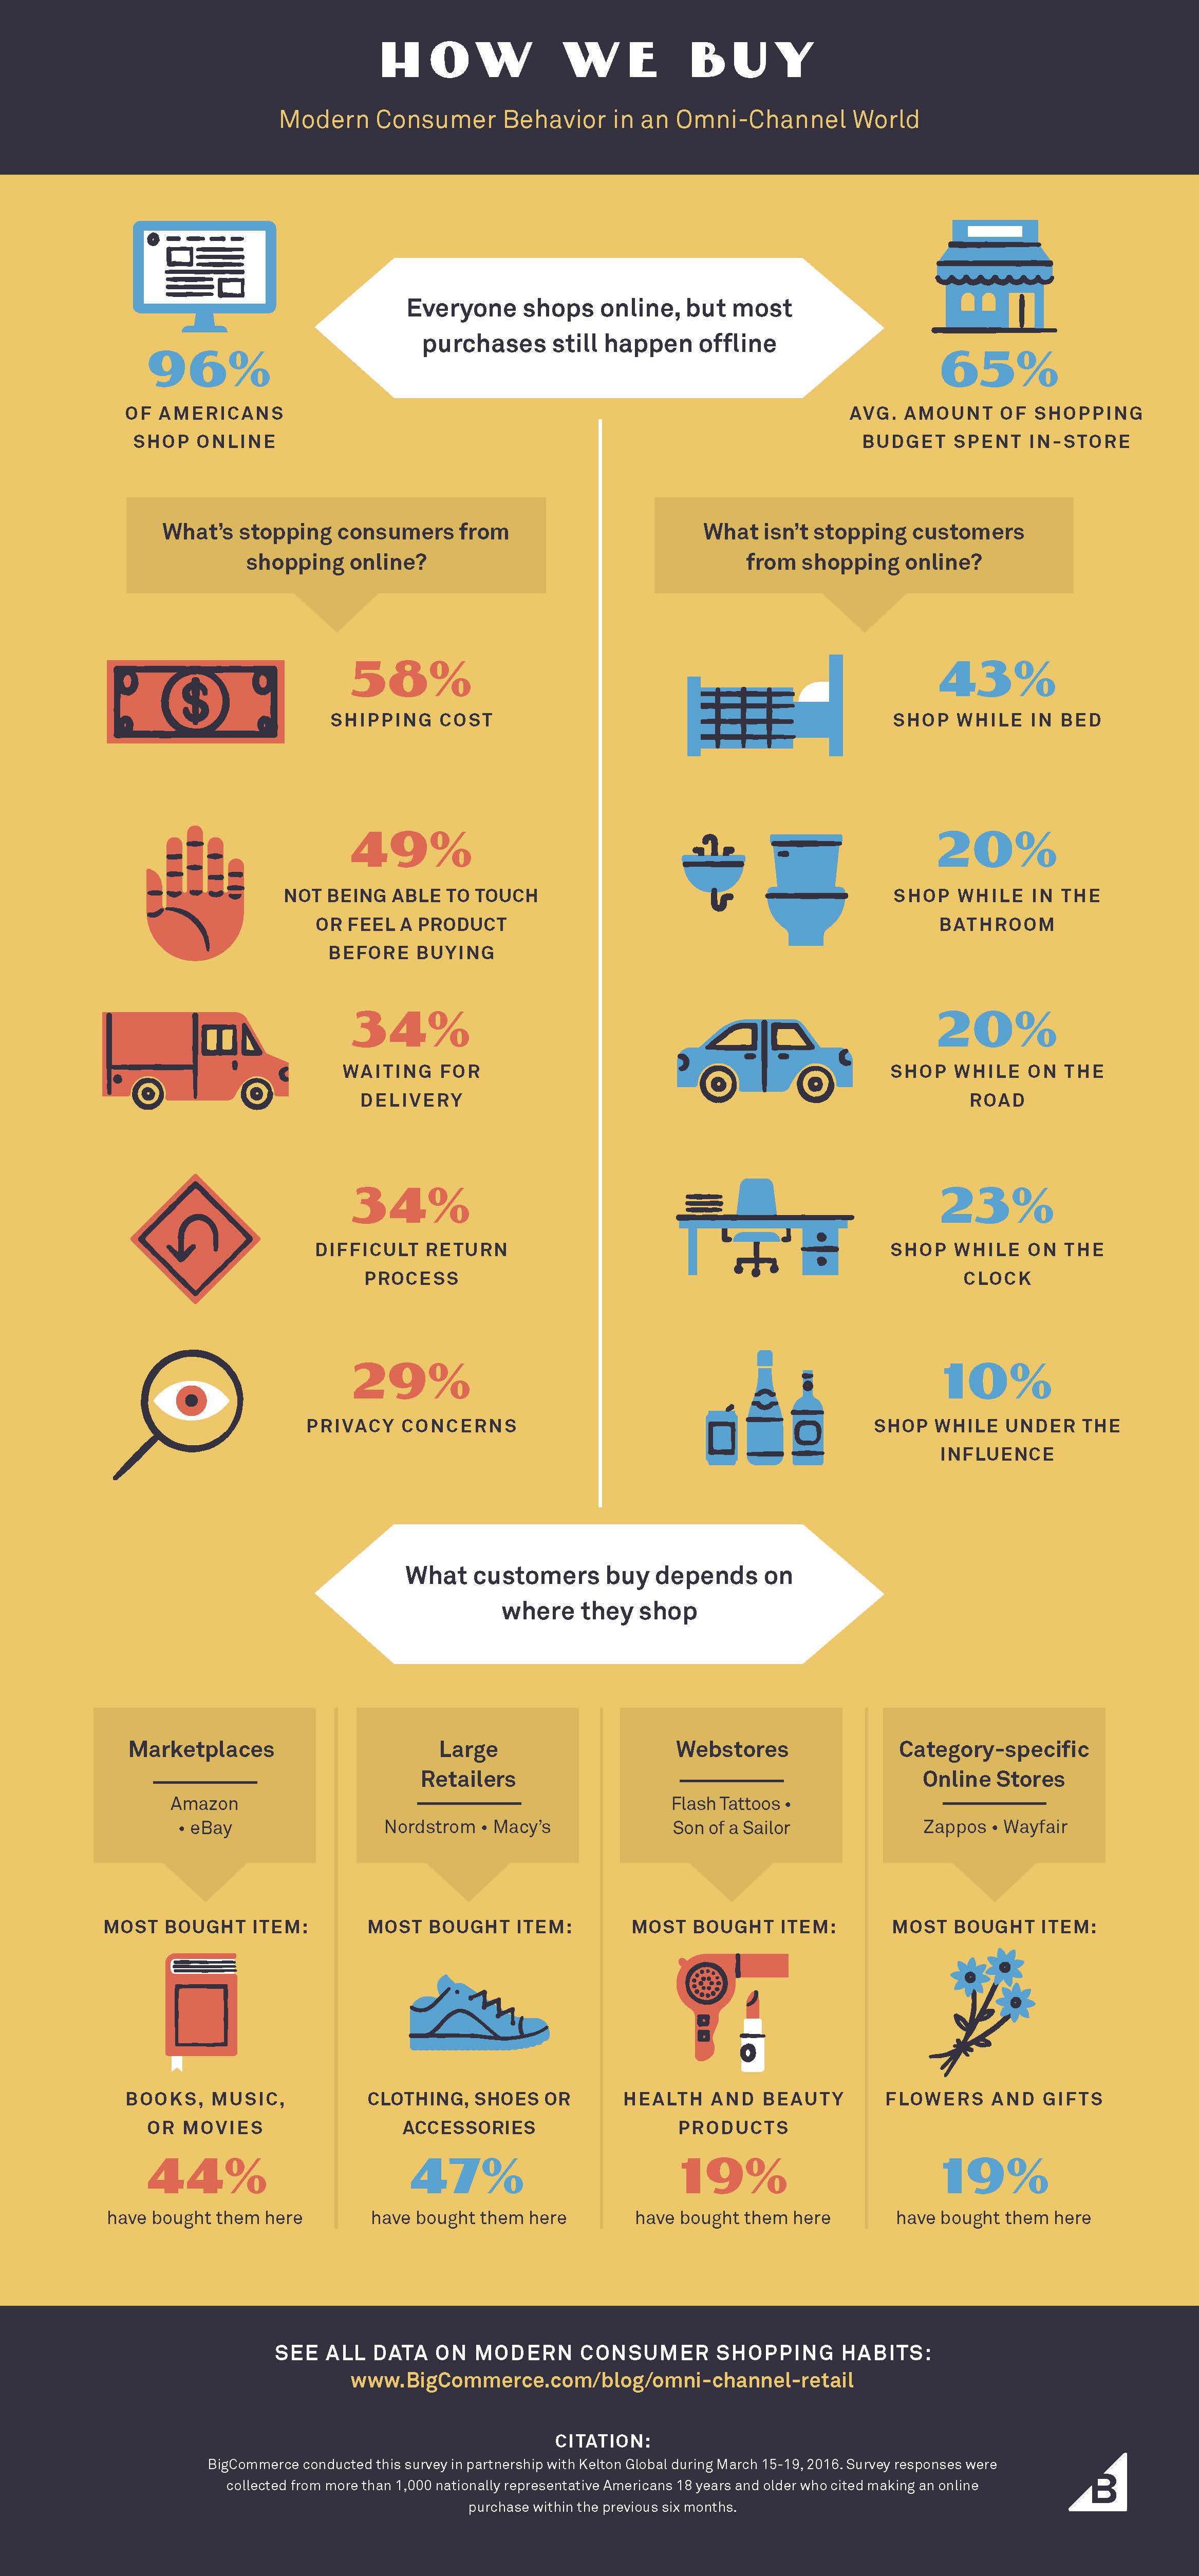 HOW WE BUY
Modern Consumer Behavior in an Omni-Channel World
Everyone shops online, but most
purchases still happen offline
96%
OF AMERICANS
SHOP ONLINE
65%
AVG. AMOUNT OF SHOPPING
BUDGET SPENT IN-STORE
What's stopping consumers from
shopping online?
$
58%
SHIPPING COST
49%
NOT BEING ABLE TO TOUCH
OR FEEL A PRODUCT
BEFORE BUYING
34%
WAITING FOR
DELIVERY
34%
DIFFICULT RETURN
PROCESS
29%
PRIVACY CONCERNS
What isn't stopping customers
from shopping online?
43%
SHOP WHILE IN BED
20%
SHOP WHILE IN THE
BATHROOM
20%
SHOP WHILE ON THE
ROAD
23%
SHOP WHILE ON THE
CLOCK
10%
SHOP WHILE UNDER THE
INFLUENCE
What customers buy depends on
where they shop
Marketplaces
Amazon
• eBay
MOST BOUGHT ITEM:
BOOKS, MUSIC,
OR MOVIES
44%
have bought them here
Large
Retailers
Nordstrom • Macy's
MOST BOUGHT ITEM:
CLOTHING, SHOES OR
ACCESSORIES
47%
have bought them here
Webstores
Flash Tattoos •
Son of a Sailor
MOST BOUGHT ITEM:
HEALTH AND BEAUTY
PRODUCTS
19%
have bought them here
Category-specific
Online Stores
Zappos • Wayfair
MOST BOUGHT ITEM:
FLOWERS AND GIFTS
19%
have bought them here
SEE ALL DATA ON MODERN CONSUMER SHOPPING HABITS:
www.BigCommerce.com/blog/omni-channel-retail
CITATION:
BigCommerce conducted this survey in partnership with Kelton Global during March 15-19, 2016. Survey responses were
collected from more than 1,000 nationally representative Americans 18 years and older who cited making an online
purchase within the previous six months.
B